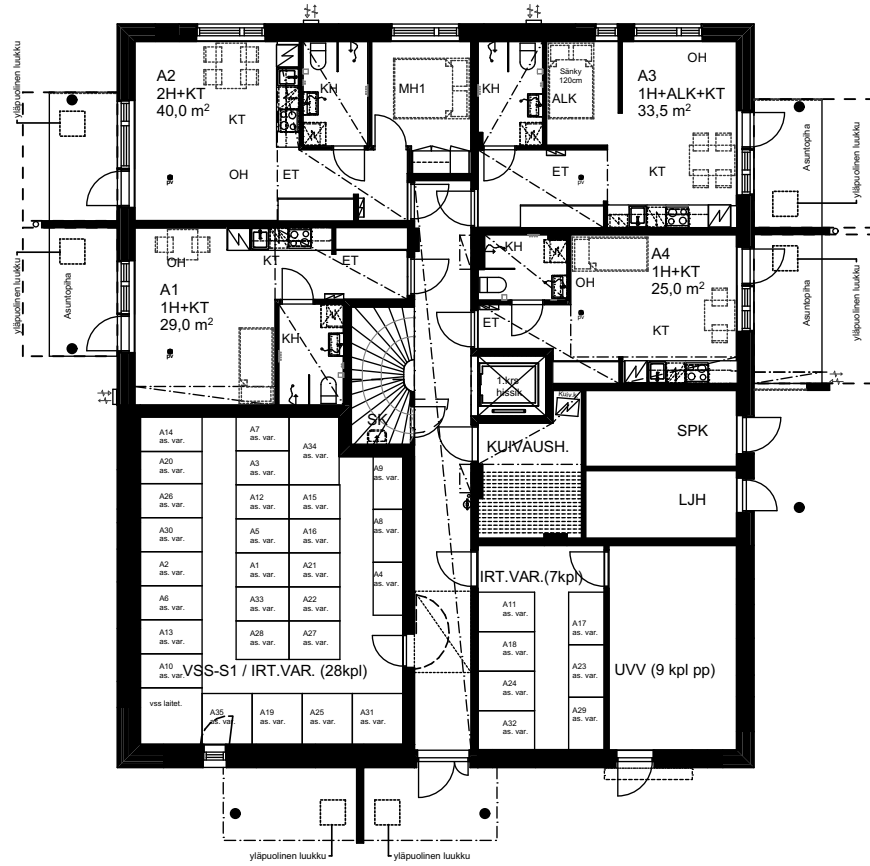 yläpuolinen luukku
Asuntopiha
A2
2H+KT
40,0 m²
KT
OH
ET
pv
KH
MH1
KH
Sänky
120cm
ALK
A3
1H+ALK+KT
33,5 m²
OH
KT
ET
pv
Asuntopiha
yläpuolinen luukku
yläpuolinen luukku
Asuntopiha
OH
A1
1H+KT
29,0 m²
pv
KT
ET
KH
SK
KH
ET
OH
pv
A4
1H+KT
25,0 m²
KT
Asuntopiha
yläpuolinen luukku
1.krs
hissik
Kuiv.k
KUIVAUSH.
SPK
LJH
A14
as. var.
A20
as. var.
A26
as. var.
A30
as. var.
A2
as. var.
A6
as. var.
A13
as. var.
A10
as. var.
vss laitet.
A7
as. var.
A3
as. var.
A12
as. var.
A5
as. var.
A1
as. var.
A33
as. var.
A28
as. var.
A34
as. var.
A15
as. var.
A16
as. var.
A21
as. var.
A22
as. var.
A27
as. var.
A9
as. var.
A8
as. var.
A4
as. var.
VSS-S1 / IRT.VAR. (28kpl)
A35
as. var.
A19
as. var.
A25
as. var.
A31
as. var.
IRT.VAR.(7kpl)
A11
as. var.
A18
as. var.
A24
as. var.
A32
as. var.
A17
as. var.
A23
as. var.
A29
as. var.
UVV (9 kpl pp)
yläpuolinen luukku
yläpuolinen luukku